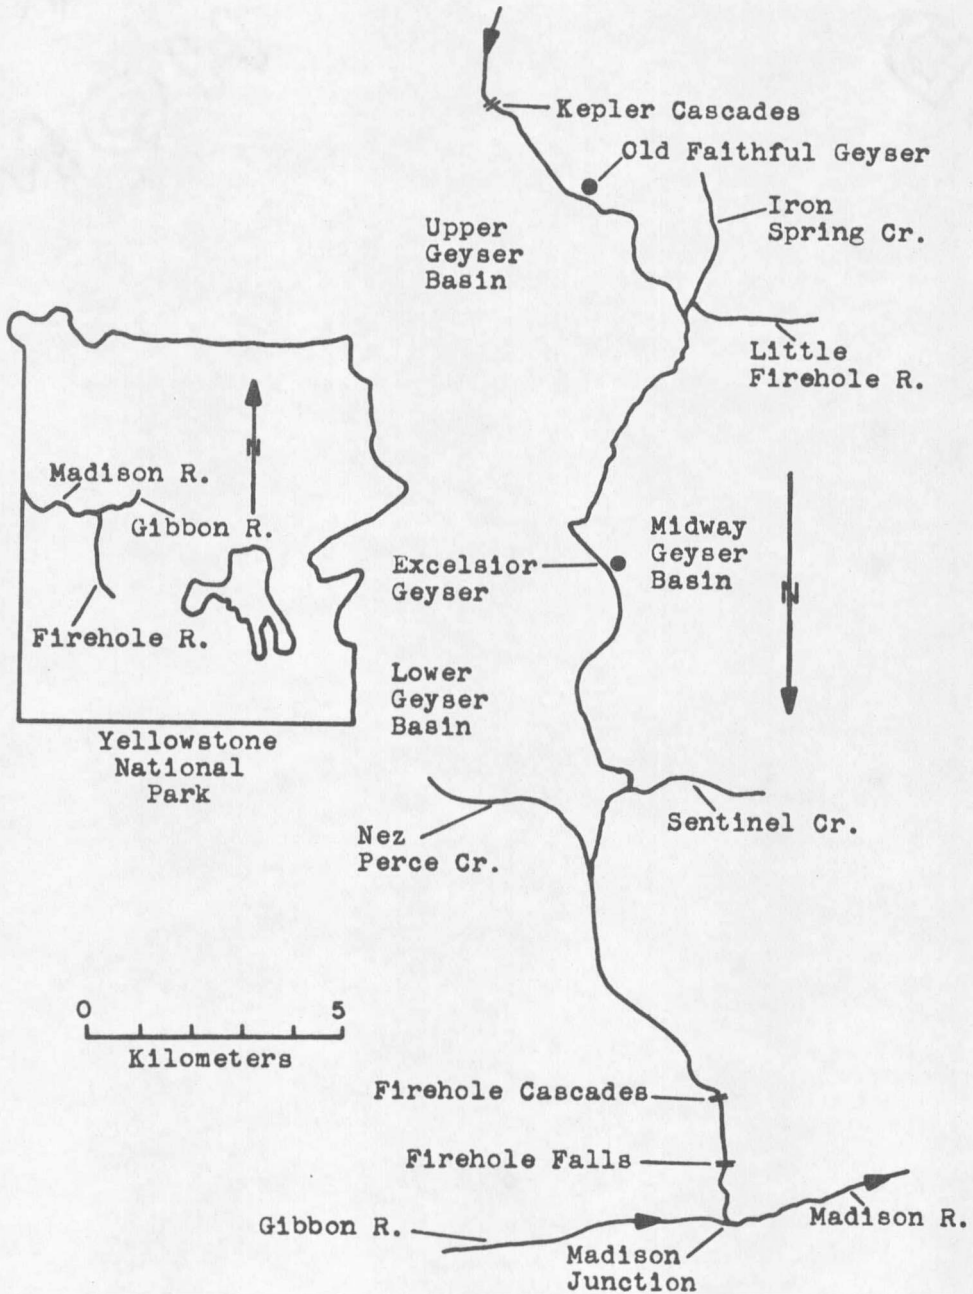 Kepler Cascades
Old Faithful Geyser
Iron
Spring Cr.
Upper
Geyser
Basin
Little
Firehole R.
N
Madison R.
Gibbon R.
Firehole R.
Yellowstone
National
Park
Midway
Geyser
Basin
N
Excelsior
Geyser
Lower
Geyser
Basin
Sentinel Cr.
Nez
Perce Cr.
0 5
Kilometers
Firehole Cascades
Firehole Falls
Gibbon R.
Madison R.
Madison
Junction